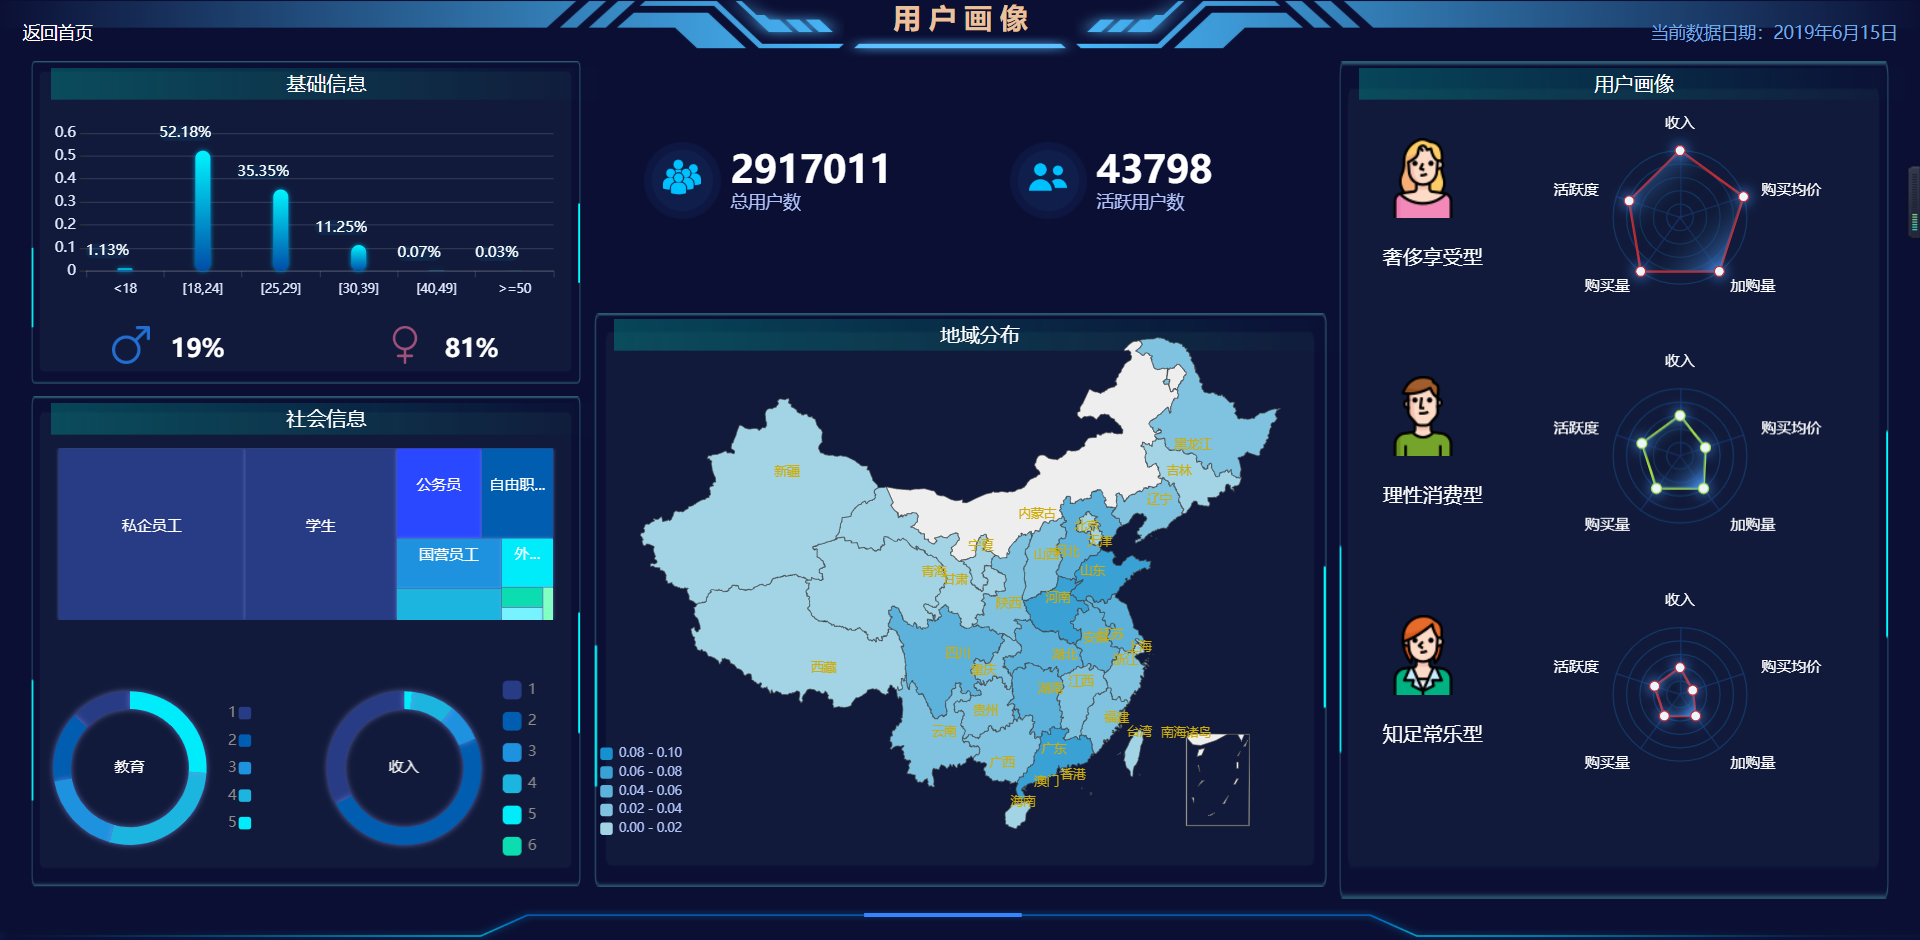 用户画像
返回首页
当前数据日期：2019年6月15日
基础信息
0.6
0.5
0.4
0.3
0.2
0.1
0
1.13%
52.18%
35.35%
11.25%
0.07%
0.03%
<18
[18,24]
[25,29]
[30,39]
[40,49]
>=50
19%
81%
社会信息
私企员工
学生
公务员
自由职...
国营员工
外...
教育
1
2
3
4
5
收入
1
2
3
4
5
6
2917011
总用户数
43798
活跃用户数
地域分布
黑龙江
吉林
辽宁
新疆
内蒙古
北京
天津
宁夏
山西
河北
山东
青海
甘肃
陕西
河南
安徽
江苏
上海
四川
湖北
浙江
重庆
西藏
湖南
江西
贵州
福建
云南
台湾
南海诸岛
广东
广西
香港
澳门
海南
0.08 - 0.10
0.06 - 0.08
0.04 - 0.06
0.02 - 0.04
0.00 - 0.02
用户画像
收入
活跃度
购买均价
购买量
加购量
奢侈享受型
收入
活跃度
购买均价
购买量
加购量
理性消费型
收入
活跃度
购买均价
购买量
加购量
知足常乐型